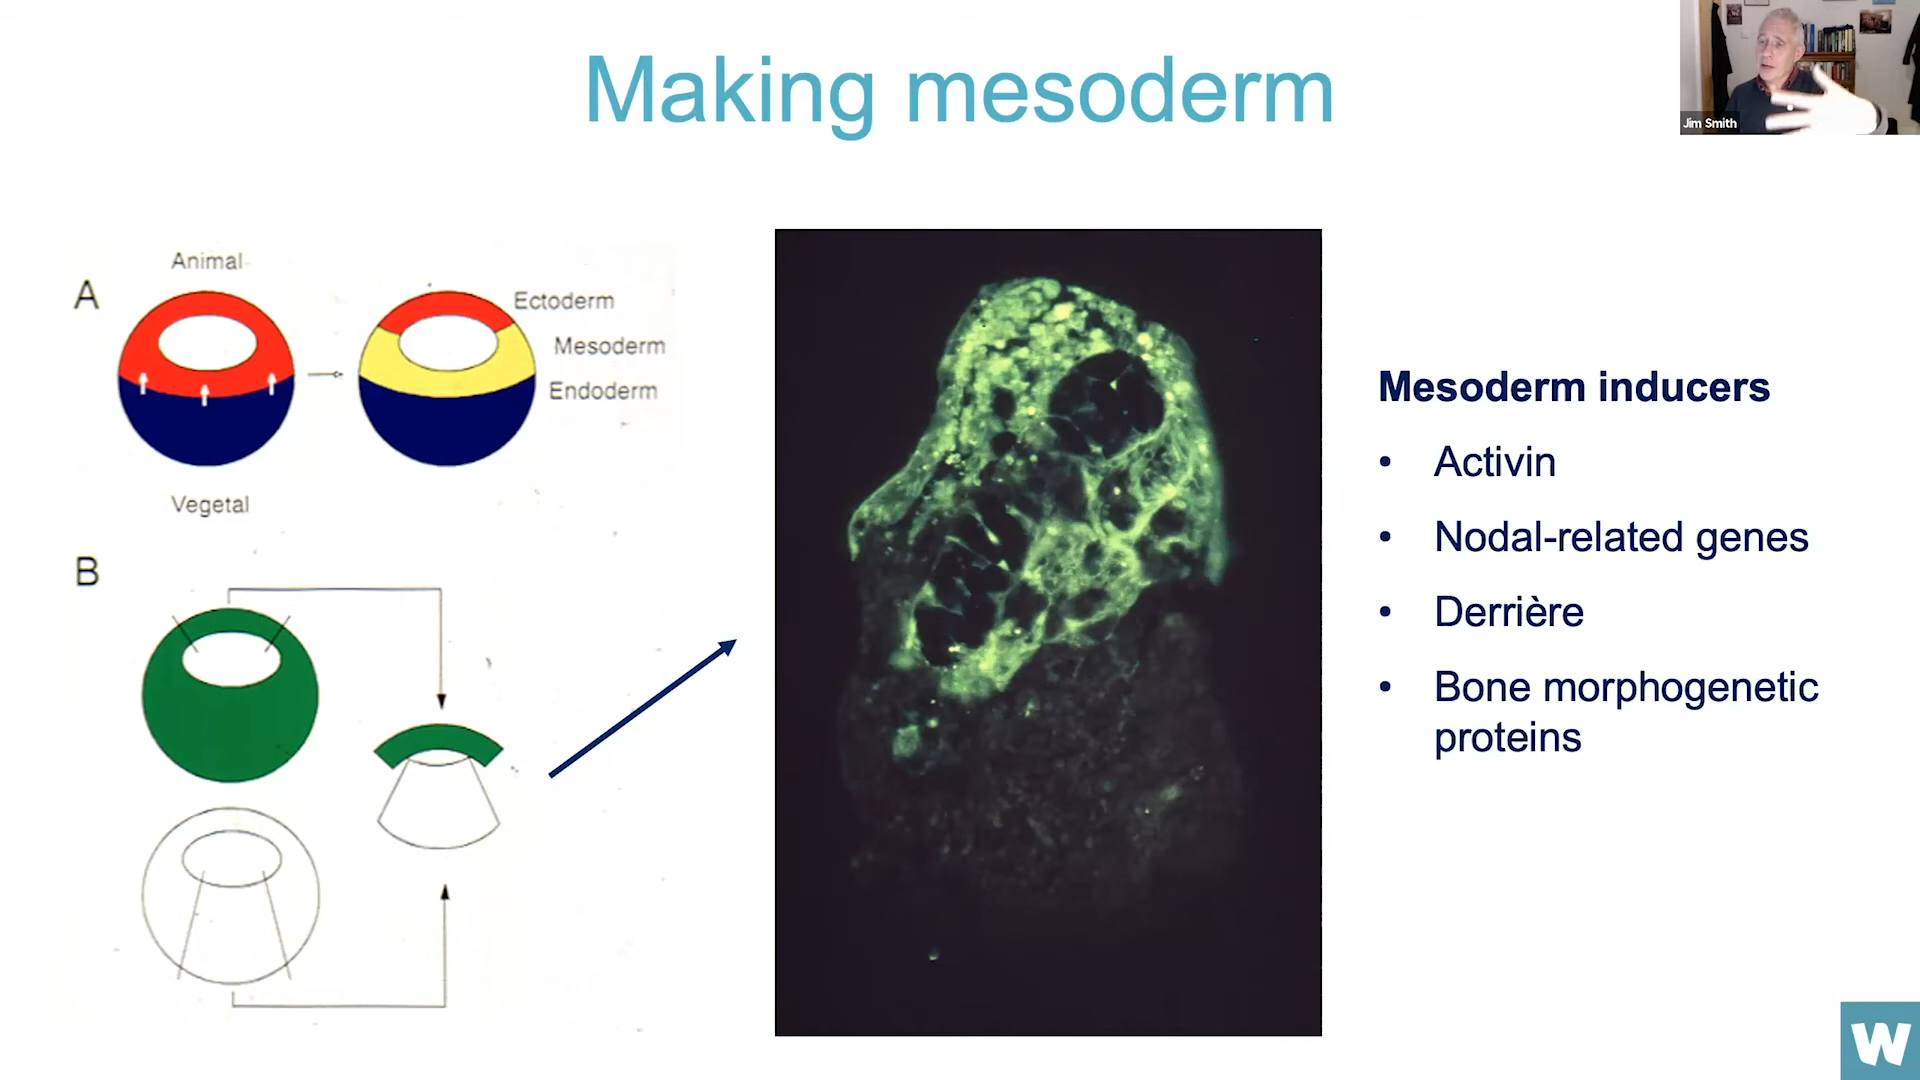 Making mesoderm
Jim Smith
A
Animal
Ectoderm
Mesoderm
Endoderm
Vegetal
B
Mesoderm inducers
• Activin
• Nodal-related genes
• Derrière
• Bone morphogenetic
proteins
W